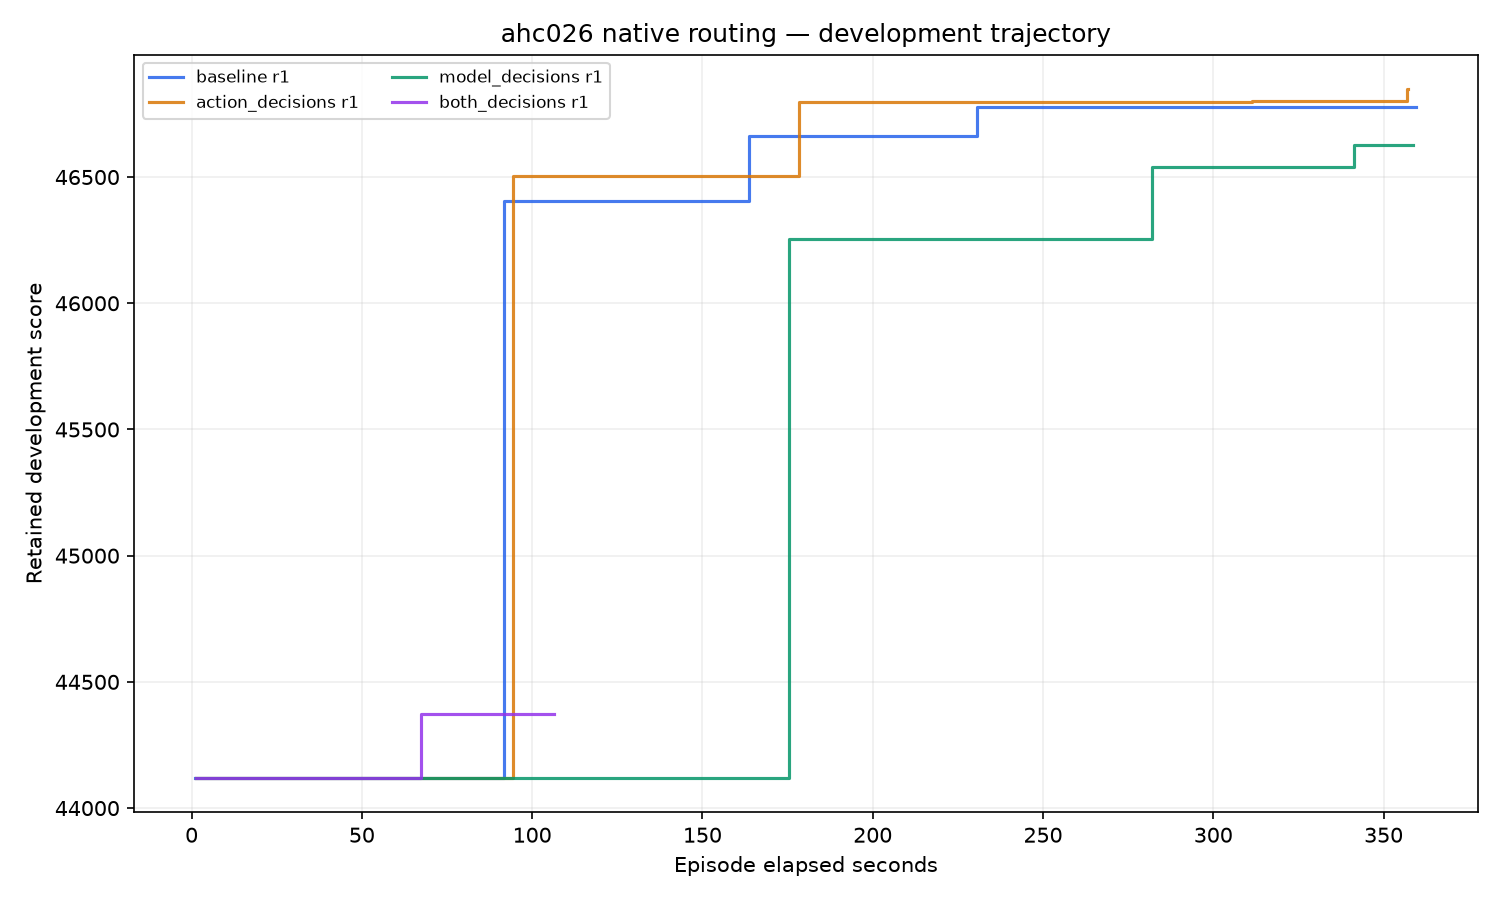 ahc026 native routing — development trajectory
baseline r1
action_decisions r1
model_decisions r1
both_decisions r1
Retained development score
46500
46000
45500
45000
44500
44000
0 50 100 150 200 250 300 350
Episode elapsed seconds